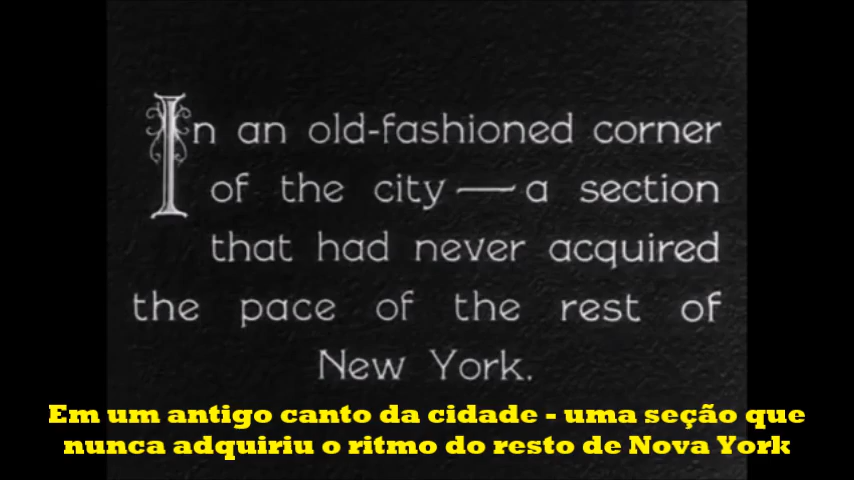 In an old-fashioned corner
of the city — a section
that had never acquired
the pace of the rest of
New York.
Em um antigo canto da cidade - uma seção que
nunca adquiriu o ritmo do resto de Nova York